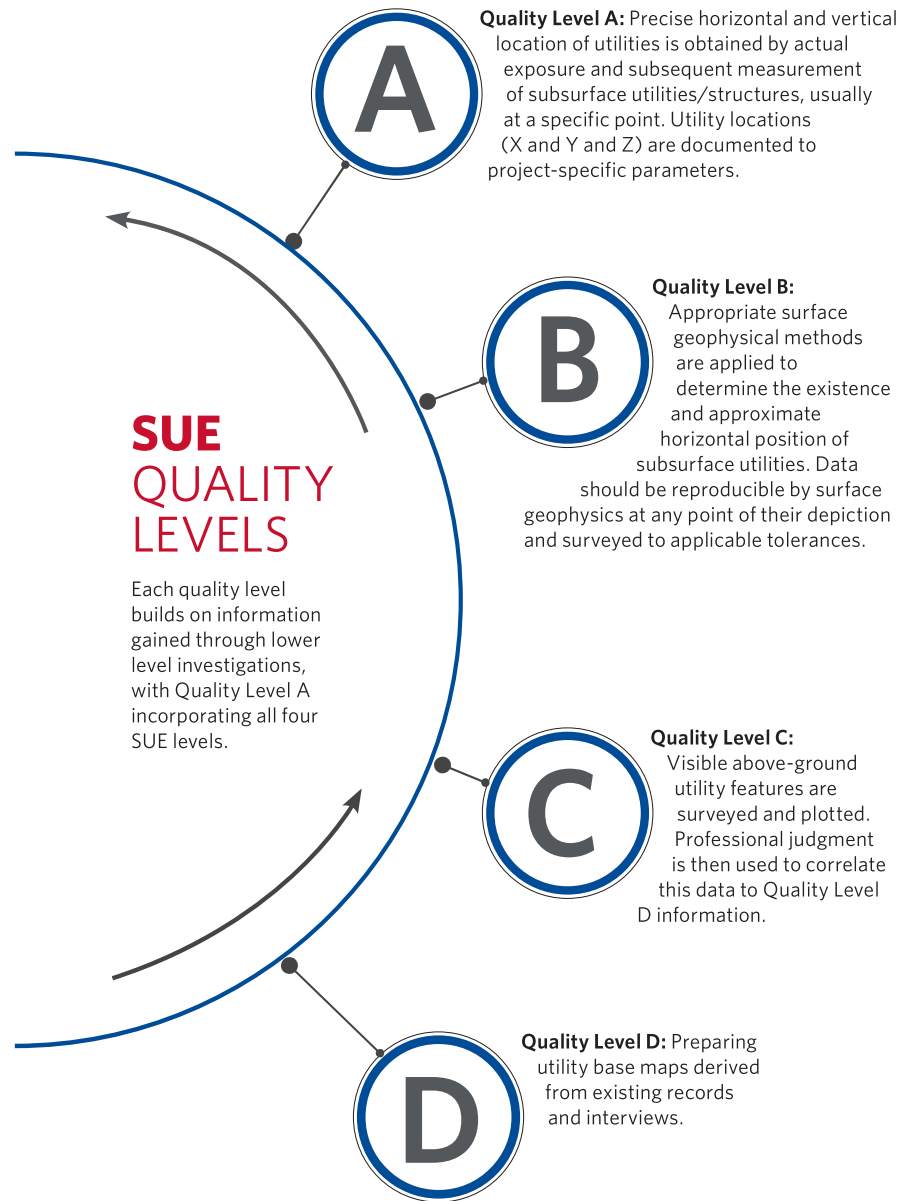 A
Quality Level A: Precise horizontal and vertical
location of utilities is obtained by actual
exposure and subsequent measurement
of subsurface utilities/structures, usually
at a specific point. Utility locations
(X and Y and Z) are documented to
project-specific parameters.
B
Quality Level B:
Appropriate surface
geophysical methods
are applied to
determine the existence
and approximate
horizontal position of
subsurface utilities. Data
should be reproducible by surface
geophysics at any point of their depiction
and surveyed to applicable tolerances.
SUE
QUALITY
LEVELS
Each quality level
builds on information
gained through lower
level investigations,
with Quality Level A
incorporating all four
SUE levels.
C
Quality Level C:
Visible above-ground
utility features are
surveyed and plotted.
Professional judgment
is then used to correlate
this data to Quality Level
D information.
D
Quality Level D: Preparing
utility base maps derived
from existing records
and interviews.